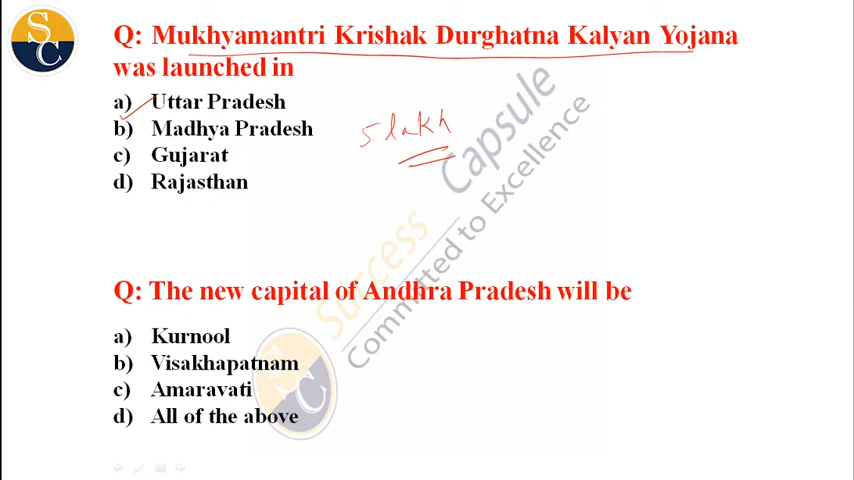 S
C
Q: Mukhyamantri Krishak Durghatna Kalyan Yojana
was launched in
a) Uttar Pradesh
b) Madhya Pradesh
c) Gujarat
d) Rajasthan
5 lakh
Success Capsule
Committed to Excellence
Q: The new capital of Andhra Pradesh will be
a) Kurnool
b) Visakhapatnam
c) Amaravati
d) All of the above
S
C